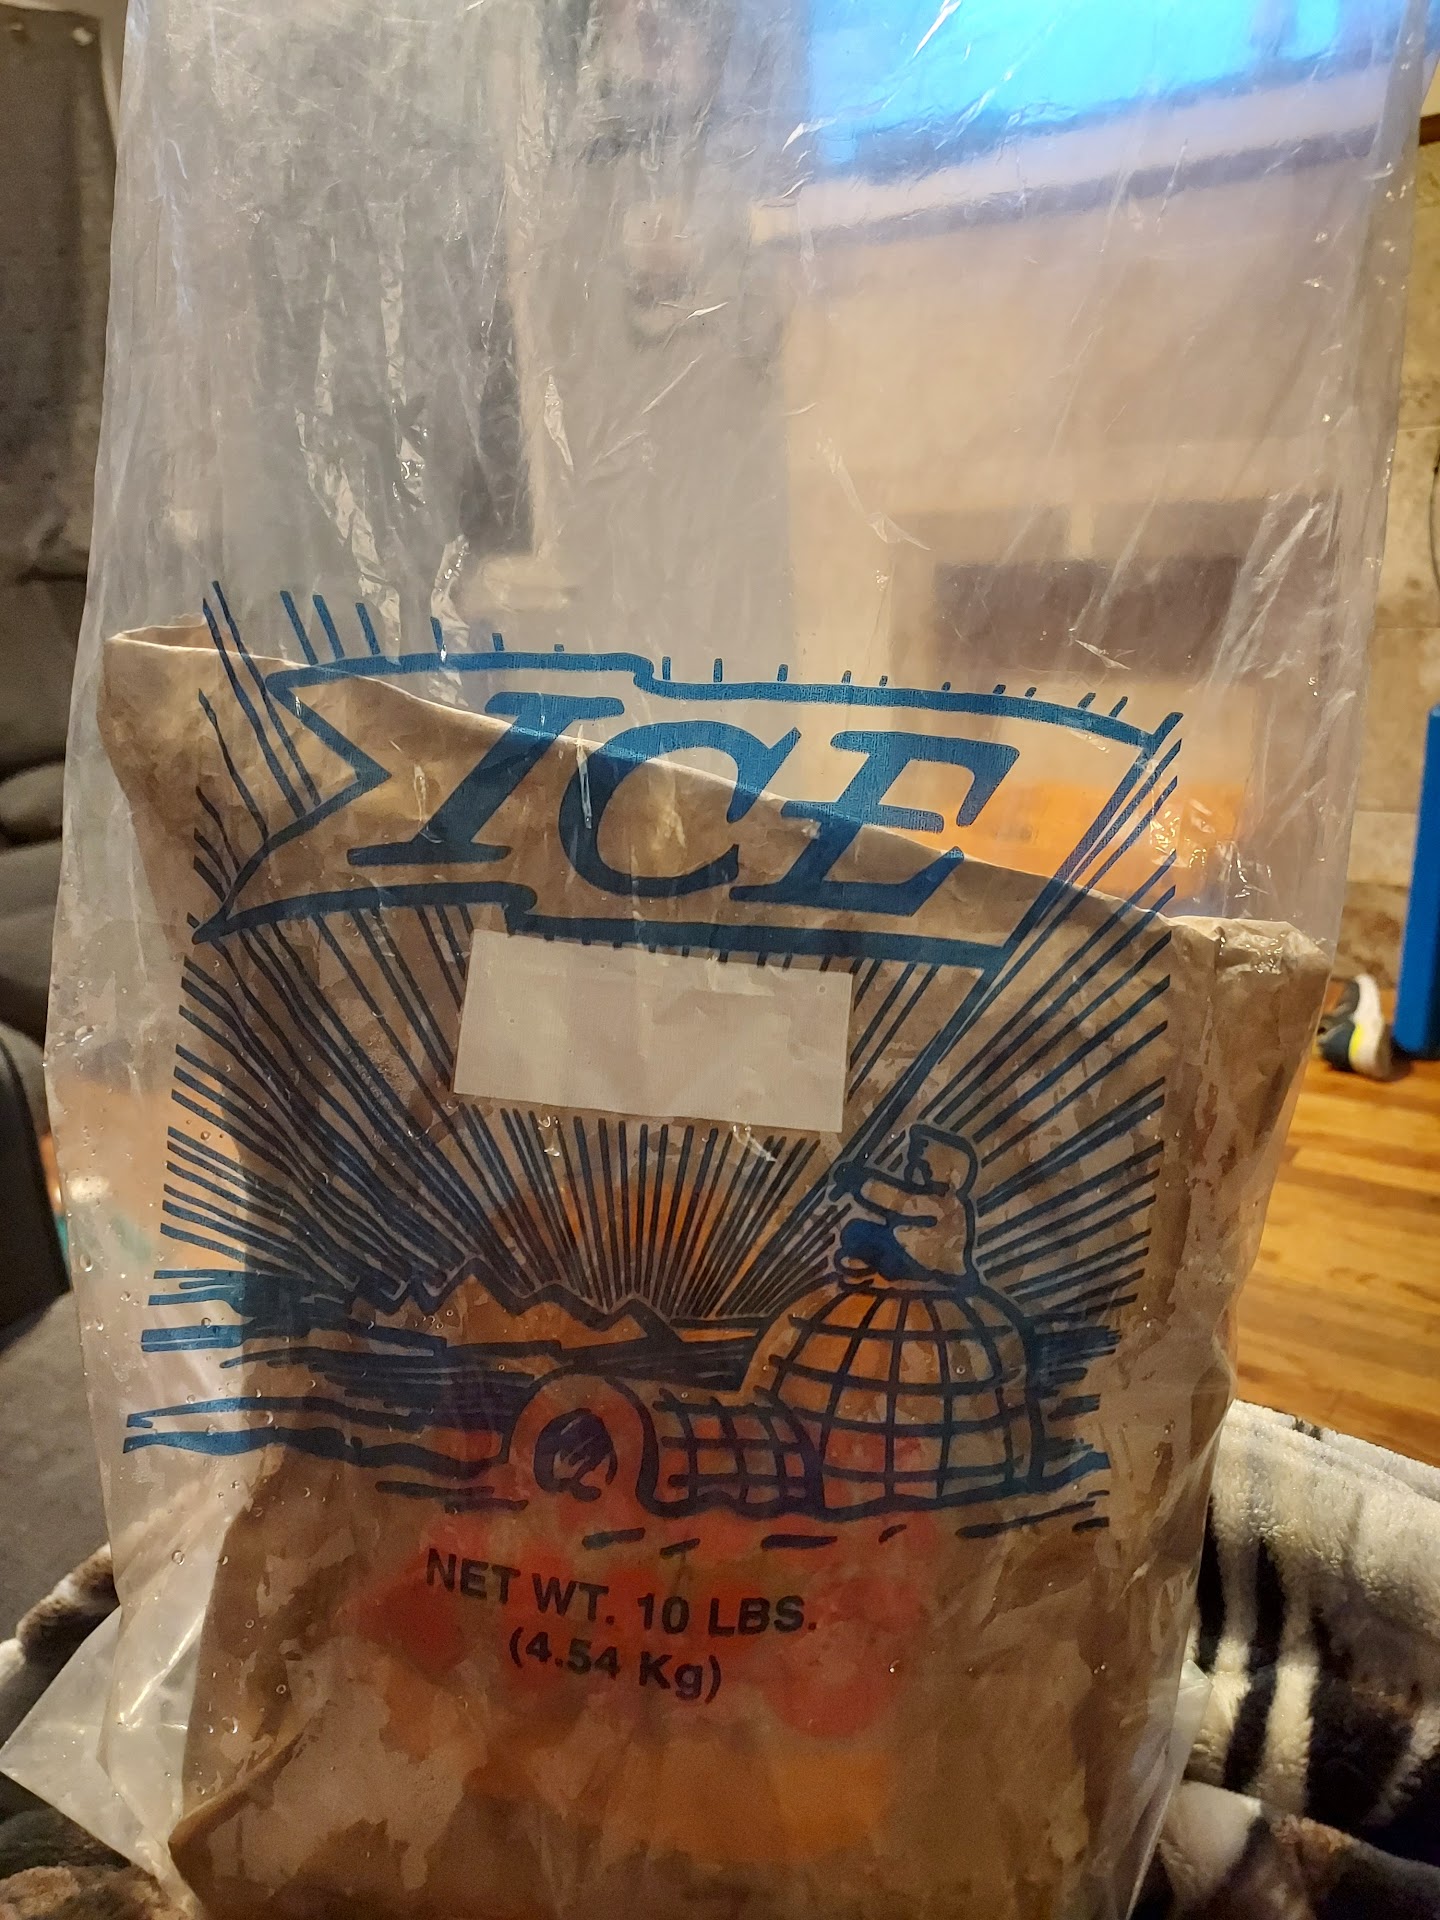 ICE
NET WT. 10 LBS.
(4.54 Kg)